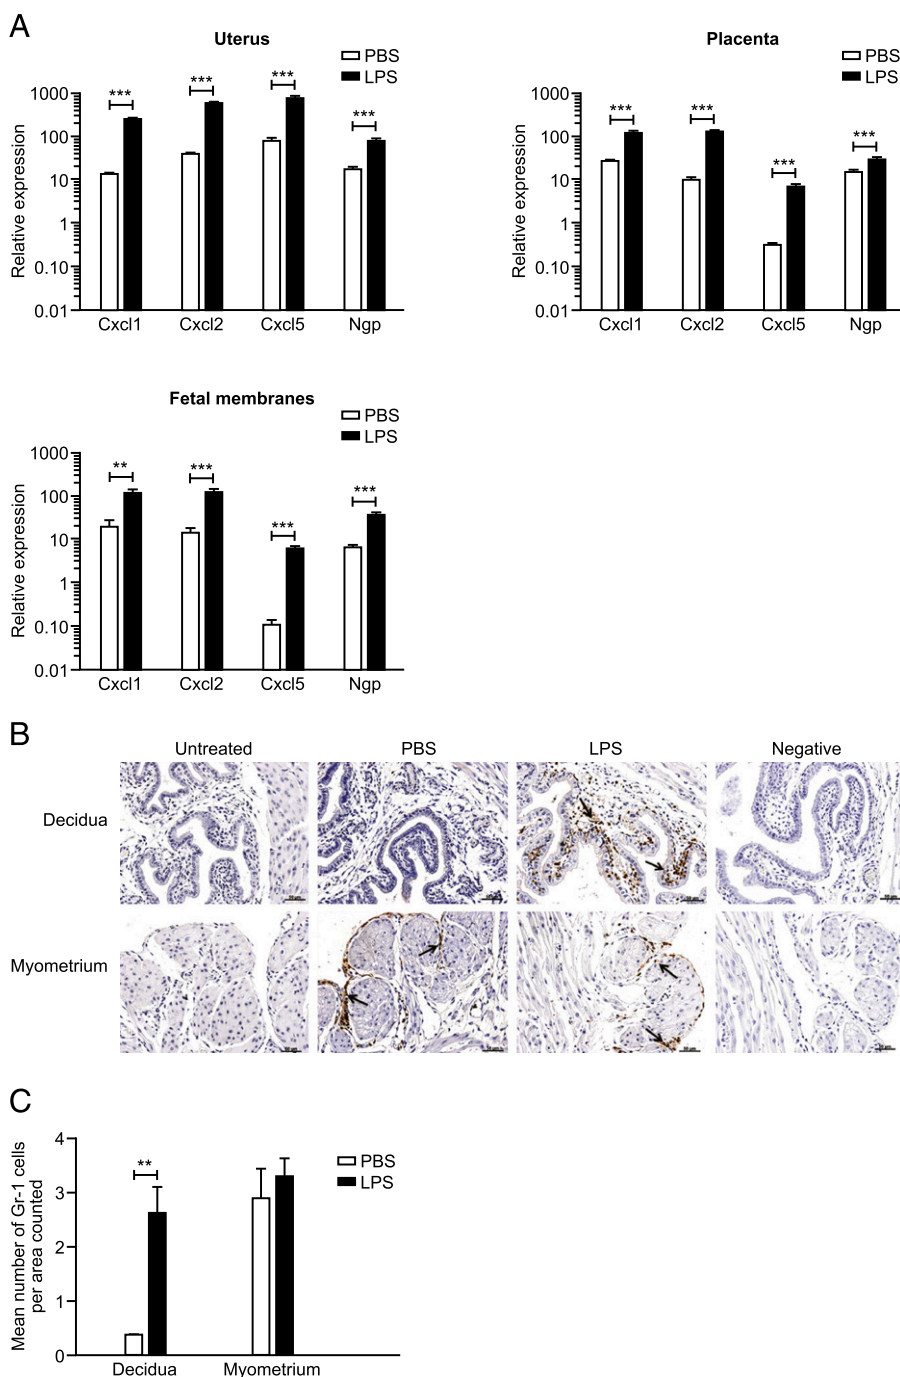 A
Uterus
PBS
LPS
Relative expression
1000
100
10
1
0.10
0.01
***
***
***
***
Cxcl1 Cxcl2 Cxcl5 Ngp
Placenta
PBS
LPS
Relative expression
1000
100
10
1
0.10
0.01
***
***
***
***
Cxcl1 Cxcl2 Cxcl5 Ngp
Fetal membranes
PBS
LPS
Relative expression
1000
100
10
1
0.10
0.01
**
***
***
***
Cxcl1 Cxcl2 Cxcl5 Ngp
B
Untreated PBS LPS Negative
Decidua
Myometrium
C
Mean number of Gr-1 cells
per area counted
4
3
2
1
0
**
PBS
LPS
Decidua Myometrium